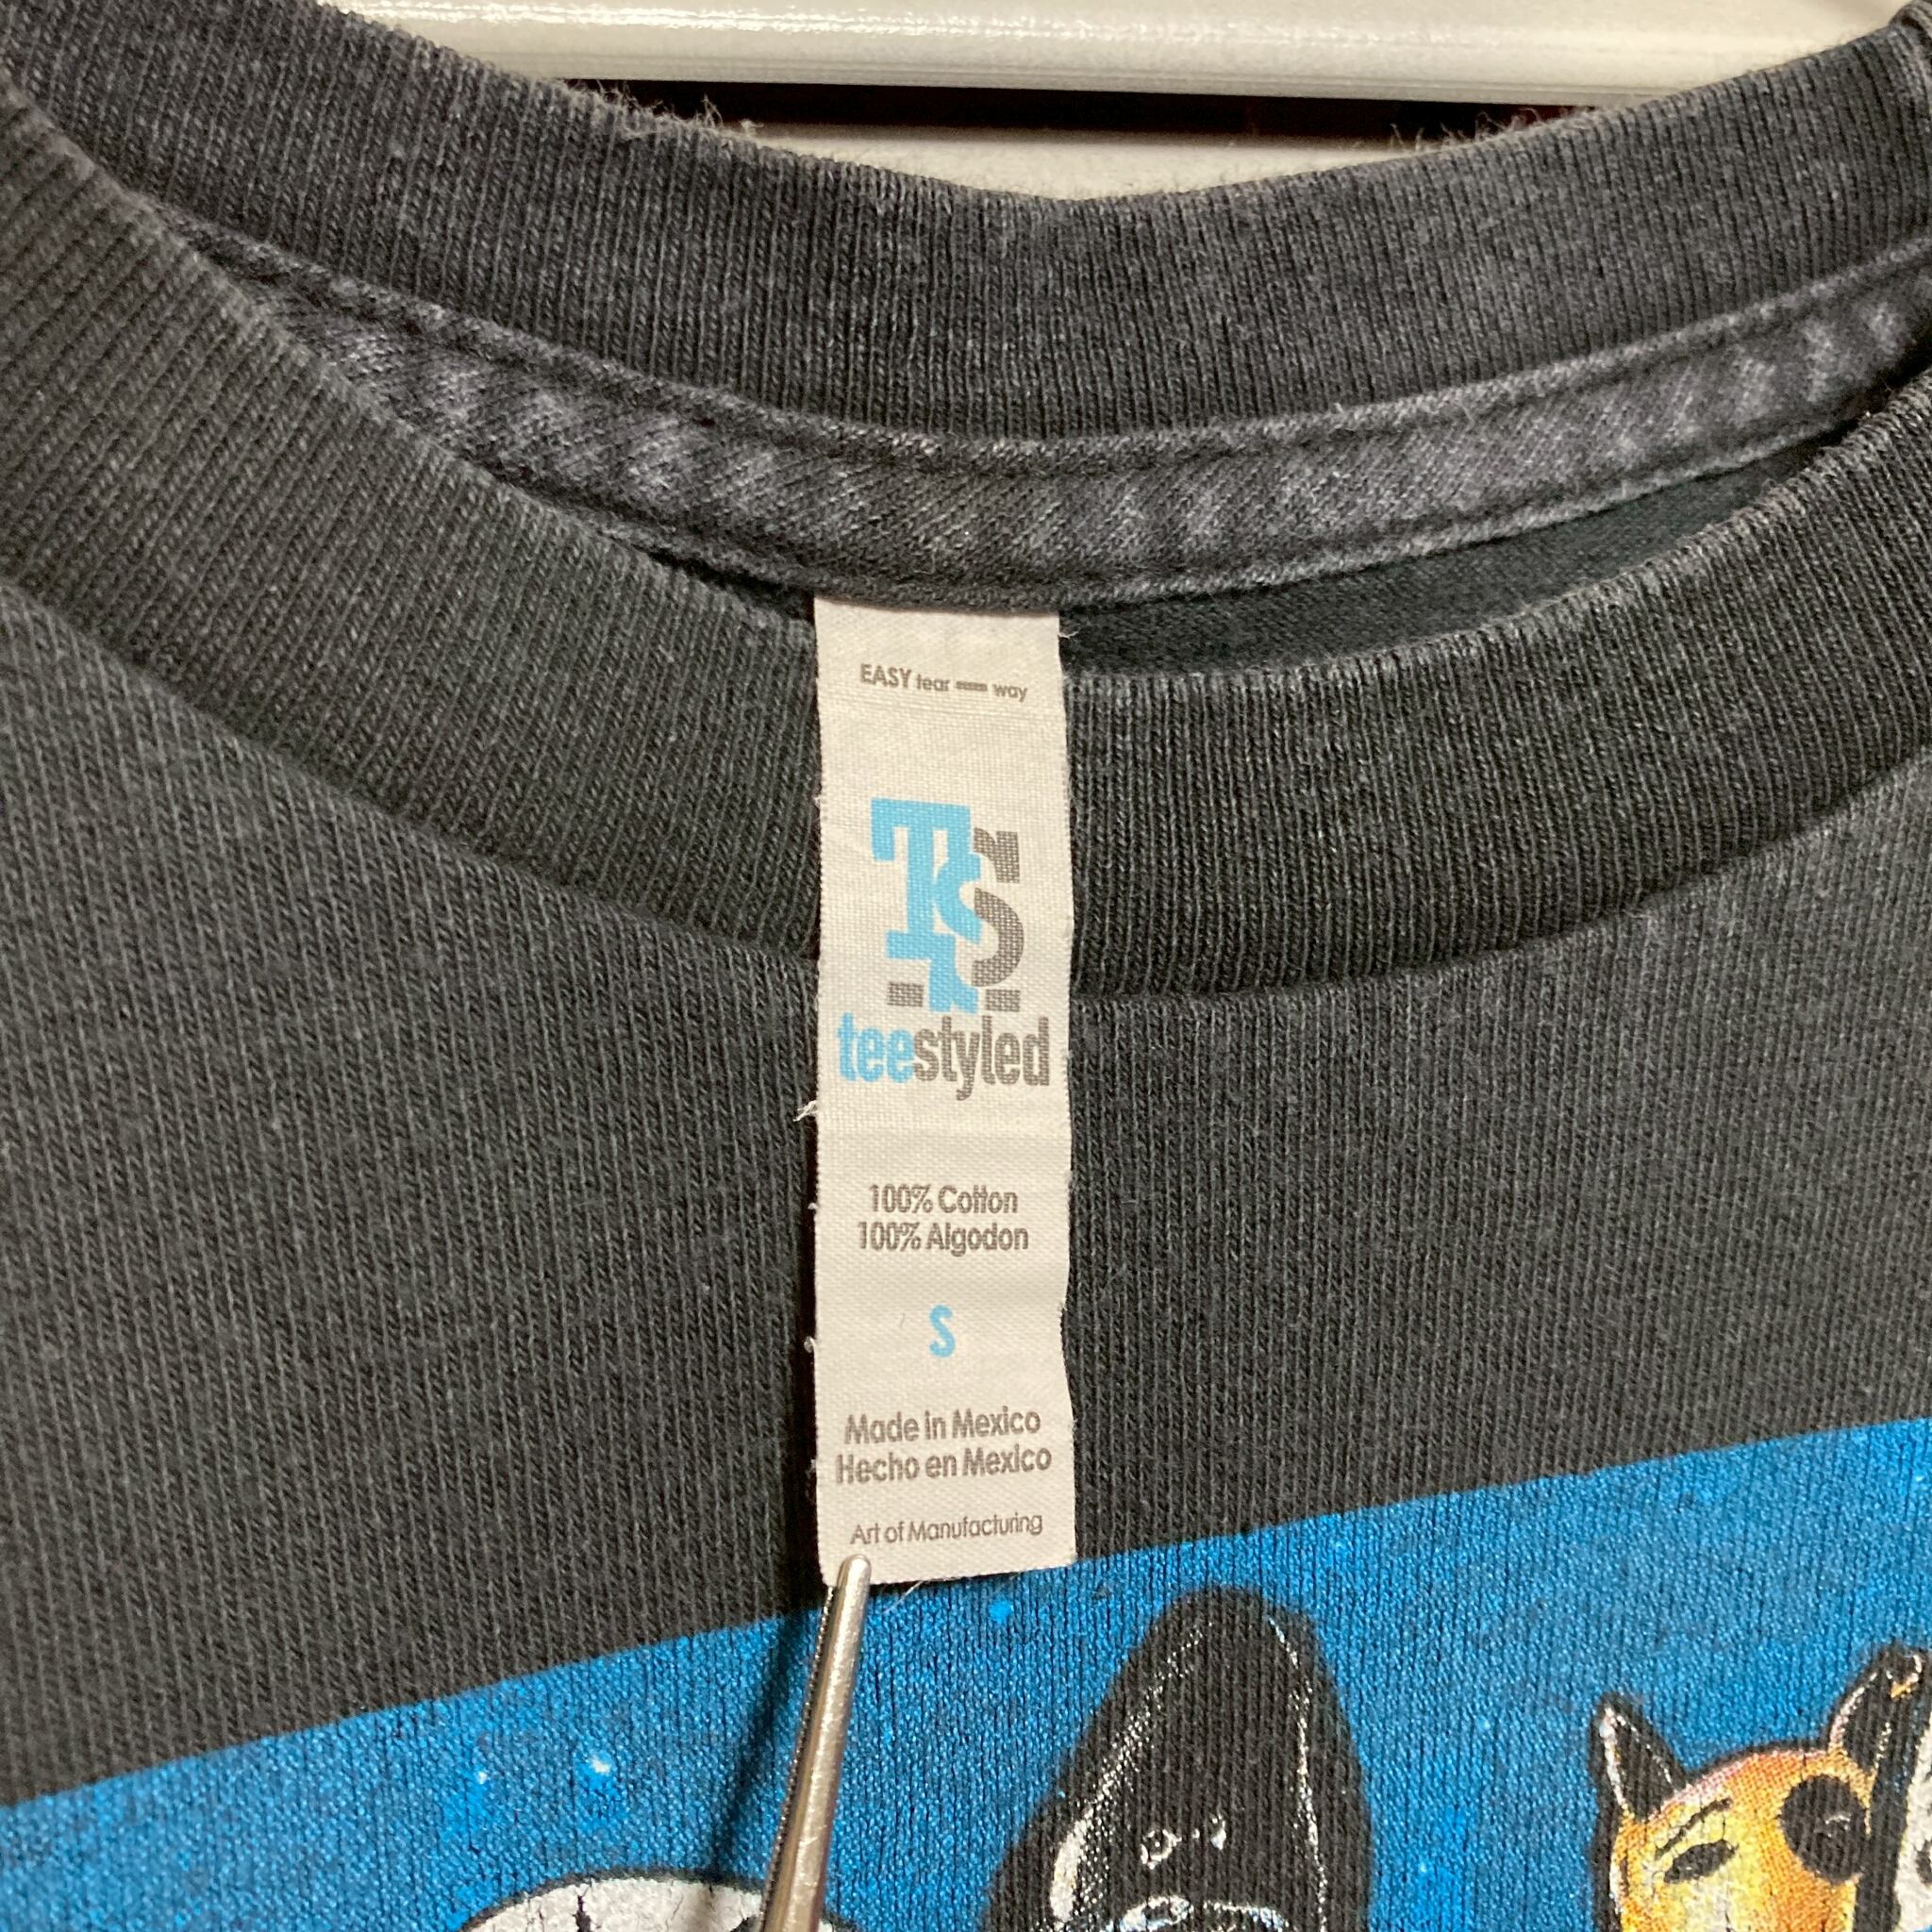 EASY tear — way
TS
teestyled
100% Cotton
100% Algodon
S
Made in Mexico
Hecho en Mexico
Art of Manufacturing